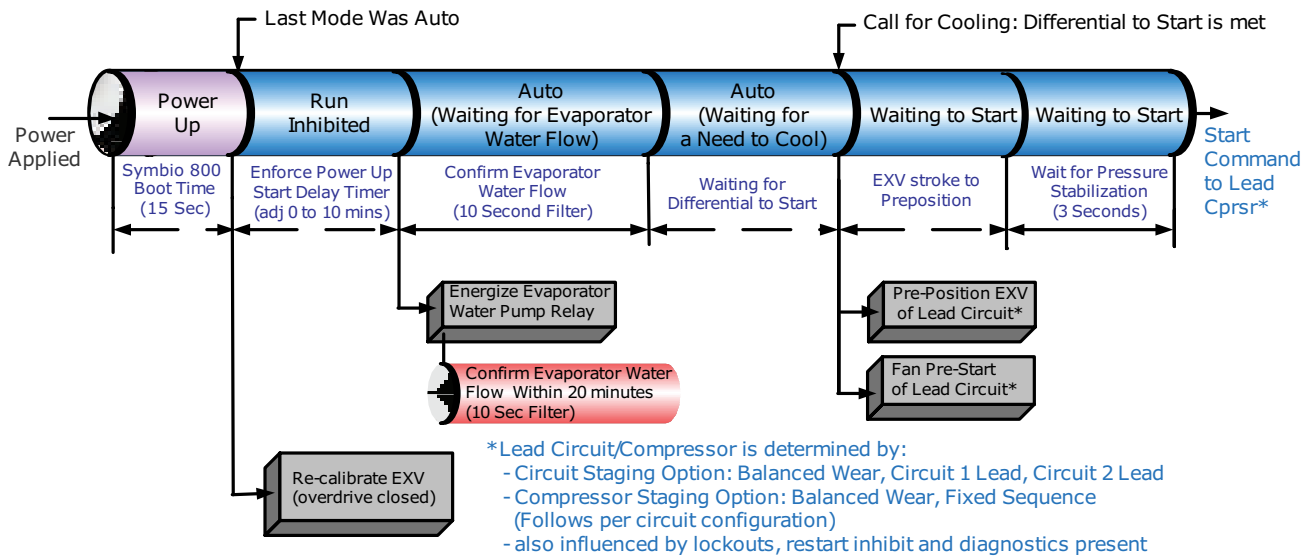 Last Mode Was Auto
Call for Cooling: Differential to Start is met
Power
Applied
Power
Up
Run
Inhibited
Auto
(Waiting for Evaporator
Water Flow)
Auto
(Waiting for
a Need to Cool)
Waiting to Start
Waiting to Start
Start
Command
to Lead
Cprsr*
Symbio 800
Boot Time
(15 Sec)
Enforce Power Up
Start Delay Timer
(adj 0 to 10 mins)
Confirm Evaporator
Water Flow
(10 Second Filter)
Waiting for
Differential to Start
EXV stroke to
Preposition
Wait for Pressure
Stabilization
(3 Seconds)
Energize Evaporator
Water Pump Relay
Confirm Evaporator Water
Flow Within 20 minutes
(10 Sec Filter)
Pre-Position EXV
of Lead Circuit*
Fan Pre-Start
of Lead Circuit*
Re-calibrate EXV
(overdrive closed)
*Lead Circuit/Compressor is determined by:
- Circuit Staging Option: Balanced Wear, Circuit 1 Lead, Circuit 2 Lead
- Compressor Staging Option: Balanced Wear, Fixed Sequence
(Follows per circuit configuration)
- also influenced by lockouts, restart inhibit and diagnostics present